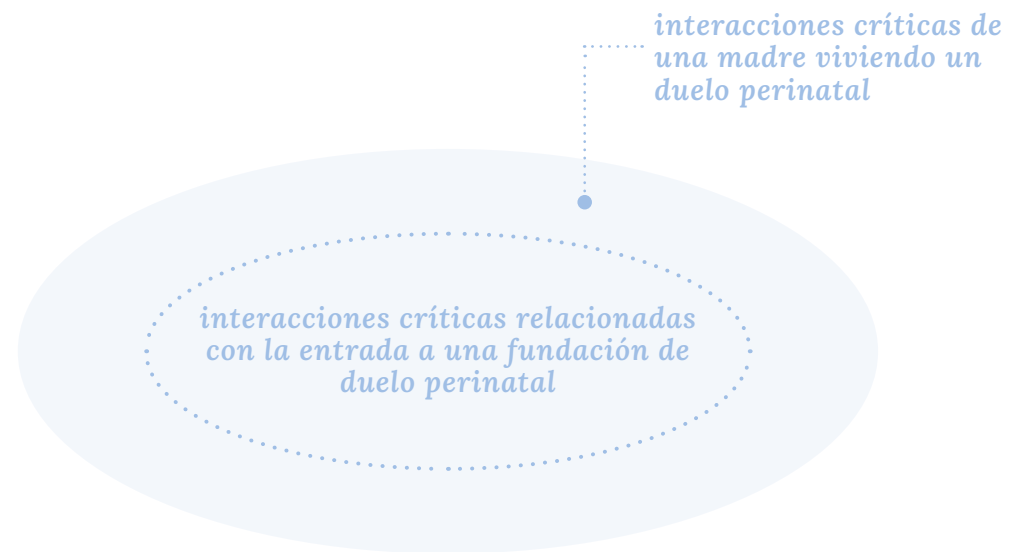 interacciones críticas de
una madre viviendo un
duelo perinatal
interacciones críticas relacionadas
con la entrada a una fundación de
duelo perinatal